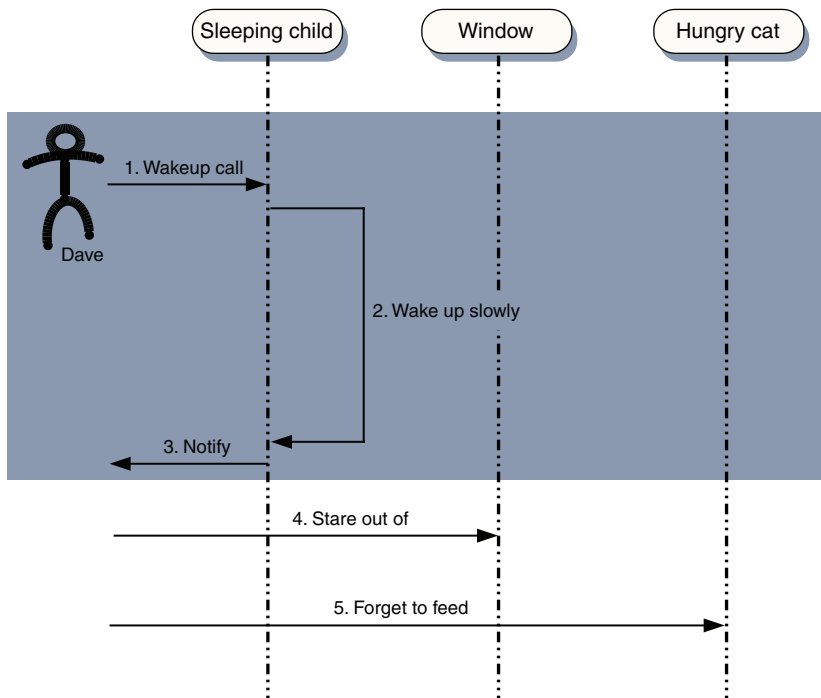 Sleeping child
Window
Hungry cat
1. Wakeup call
Dave
2. Wake up slowly
3. Notify
4. Stare out of
5. Forget to feed